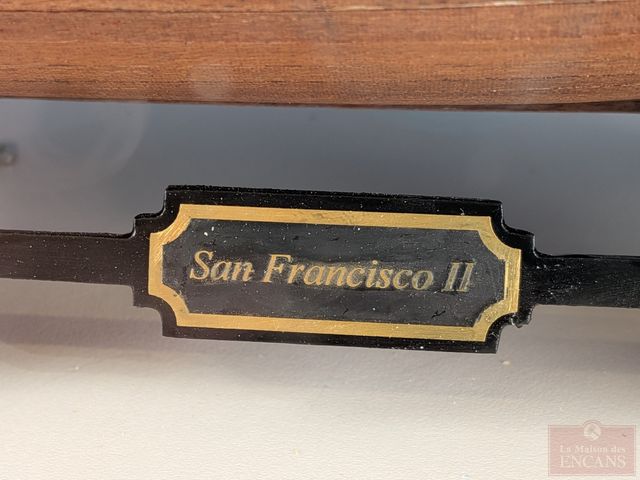 San Francisco II
La Maison des
ENCANS